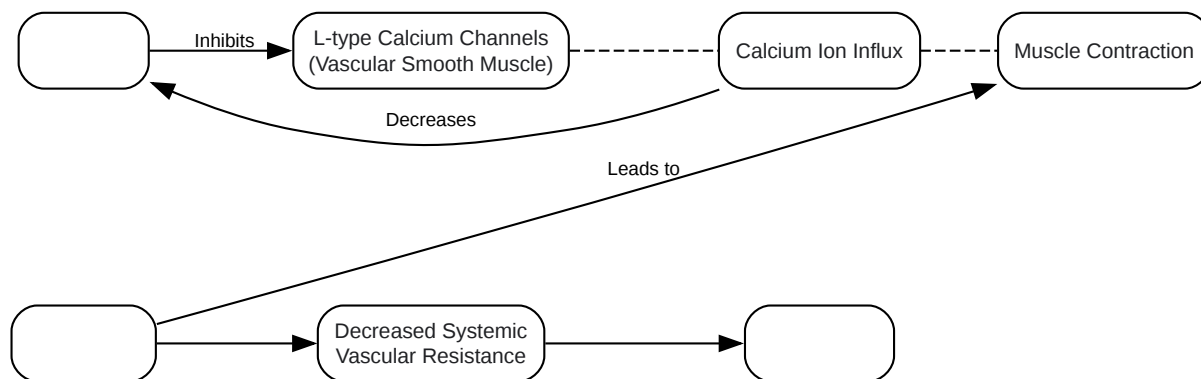 Inhibits
L-type Calcium Channels
(Vascular Smooth Muscle)
Calcium Ion Influx
Muscle Contraction
Decreases
Leads to
Decreased Systemic
Vascular Resistance